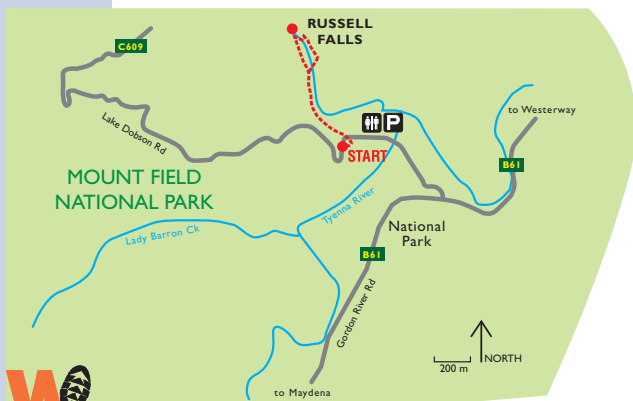 RUSSELL
FALLS
C609
to Westerway
Lake Dobson Rd
P
START
B61
MOUNT FIELD
NATIONAL PARK
Tyenna River
National
Park
Lady Barron Ck
B61
Gordon River Rd
NORTH
200 m
W
to Maydena